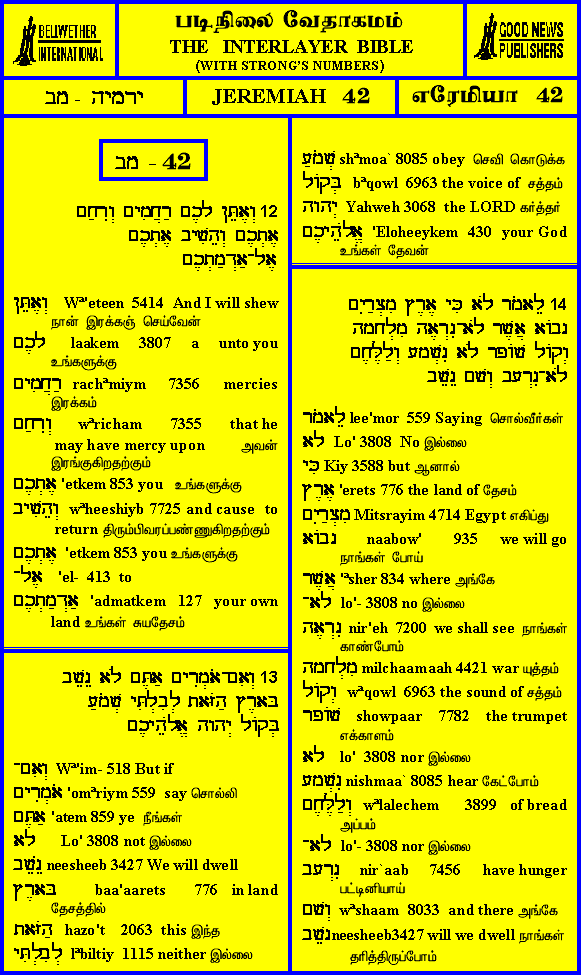 BELLWETHER
INTERNATIONAL
படிநிலை வேதாகமம்
THE INTERLAYER BIBLE
(WITH STRONG'S NUMBERS)
GOOD NEWS
PUBLISHERS
ירמיה - מב
JEREMIAH 42
எரேமியா 42
מב - 42
12 וְאֶתֵּן לָכֶם רַחֲמִים וְרִחַם
אֶתְכֶם וְהֵשִׁיב אֶתְכֶם
אֶל־אַדְמַתְכֶם
וְאֶתֵּן Wª'eteen 5414 And I will shew
நான் இரக்கஞ் செய்வேன்
לָכֶם laakem 3807 a unto you
உங்களுக்கு
רַחֲמִים rachªmiym 7356 mercies
இரக்கம்
וְרִחַם wªricham 7355 that he
may have mercy upon அவன்
இரங்குகிறதற்கும்
אֶתְכֶם 'etkem 853 you உங்களுக்கு
וְהֵשִׁיב wªheeshiyb 7725 and cause to
return திரும்பிவரப்பண்ணுகிறதற்கும்
אֶתְכֶם 'etkem 853 you உங்களுக்கு
אֶל־ 'el- 413 to
אַדְמַתְכֶם 'admatkem 127 your own
land உங்கள் சுயதேசம்
13 וְאִם־אֹמְרִים אַתֶּם לֹא נֵשֵׁב
בָּאָרֶץ הַזֹּאת לְבִלְתִּי שְׁמֹעַ
בְּקוֹל יְהוָה אֱלֹהֵיכֶם
וְאִם־ Wª'im- 518 But if
אֹמְרִים 'omªriym 559 say சொல்லி
אַתֶּם 'atem 859 ye நீங்கள்
לֹא Lo' 3808 not இல்லை
נֵשֵׁב neesheeb 3427 We will dwell
בָּאָרֶץ baa'aarets 776 in land
தேசத்தில்
הַזֹּאת hazo't 2063 this இந்த
לְבִלְתִּי lªbiltiy 1115 neither இல்லை
שְׁמֹעַ shªmoa` 8085 obey செவி கொடுக்க
בְּקוֹל bªqowl 6963 the voice of சத்தம்
יְהוָה Yahweh 3068 the LORD கர்த்தர்
אֱלֹהֵיכֶם 'Eloheeykem 430 your God
உங்கள் தேவன்
14 לֵאמֹר לֹא כִּי אֶרֶץ מִצְרַיִם
נָבוֹא אֲשֶׁר לֹא־נִרְאֶה מִלְחָמָה
וְקוֹל שׁוֹפָר לֹא נִשְׁמָע וְלַלֶּחֶם
לֹא־נִרְעָב וְשָׁם נֵשֵׁב
לֵאמֹר lee'mor 559 Saying சொல்வீர்கள்
לֹא Lo' 3808 No இல்லை
כִּי Kiy 3588 but ஆனால்
אֶרֶץ 'erets 776 the land of தேசம்
מִצְרַיִם Mitsrayim 4714 Egypt எகிப்து
נָבוֹא naabow' 935 we will go
நாங்கள் போய்
אֲשֶׁר 'ªsher 834 where அங்கே
לֹא־ lo'- 3808 no இல்லை
נִרְאֶה nir'eh 7200 we shall see நாங்கள்
காண்போம்
מִלְחָמָה milchaamaah 4421 war யுத்தம்
וְקוֹל wªqowl 6963 the sound of சத்தம்
שׁוֹפָר showpaar 7782 the trumpet
எக்காளம்
לֹא lo' 3808 nor இல்லை
נִשְׁמָע nishmaa` 8085 hear கேட்போம்
וְלַלֶּחֶם wªlalechem 3899 of bread
அப்பம்
לֹא־ lo'- 3808 nor இல்லை
נִרְעָב nir`aab 7456 have hunger
பட்டினியாய்
וְשָׁם wªshaam 8033 and there அங்கே
נֵשֵׁב neesheeb3427 will we dwell நாங்கள்
தரித்திருப்போம்